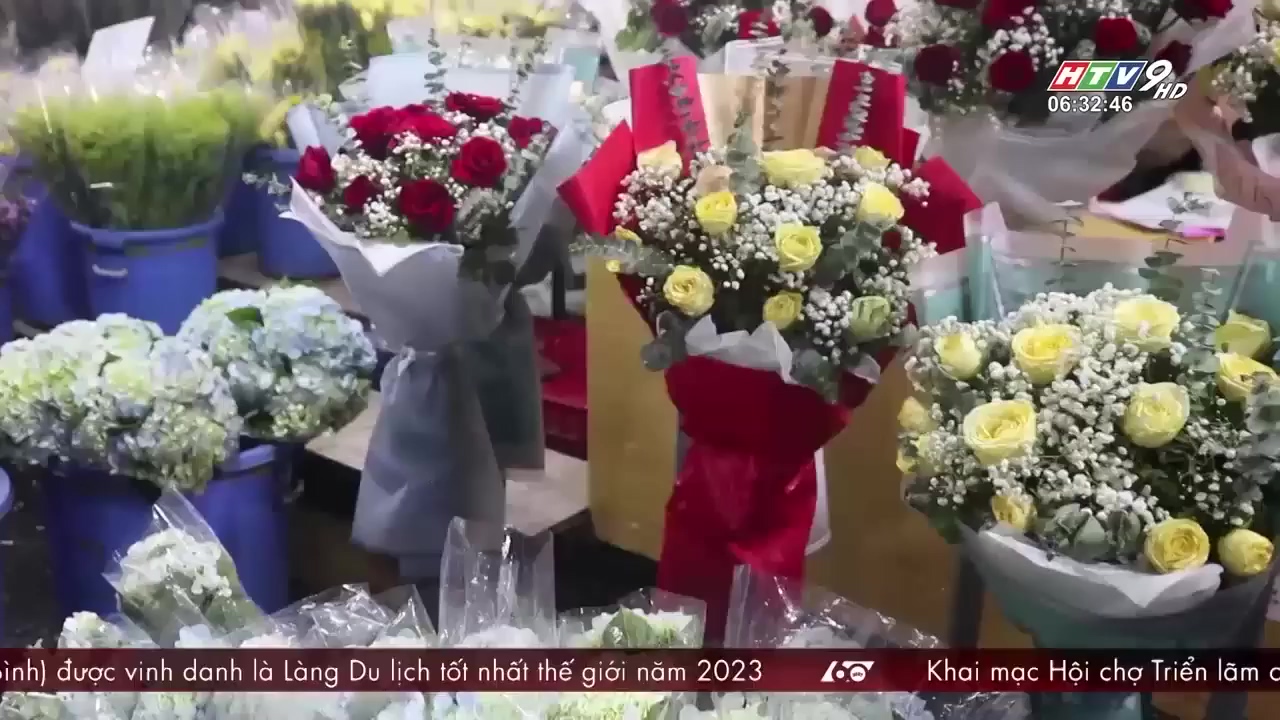 HTV9 HD
06:32:46
được vinh danh là Làng Du lịch tốt nhất thế giới năm 2023 60 Khai mạc Hội chợ Triển lãm